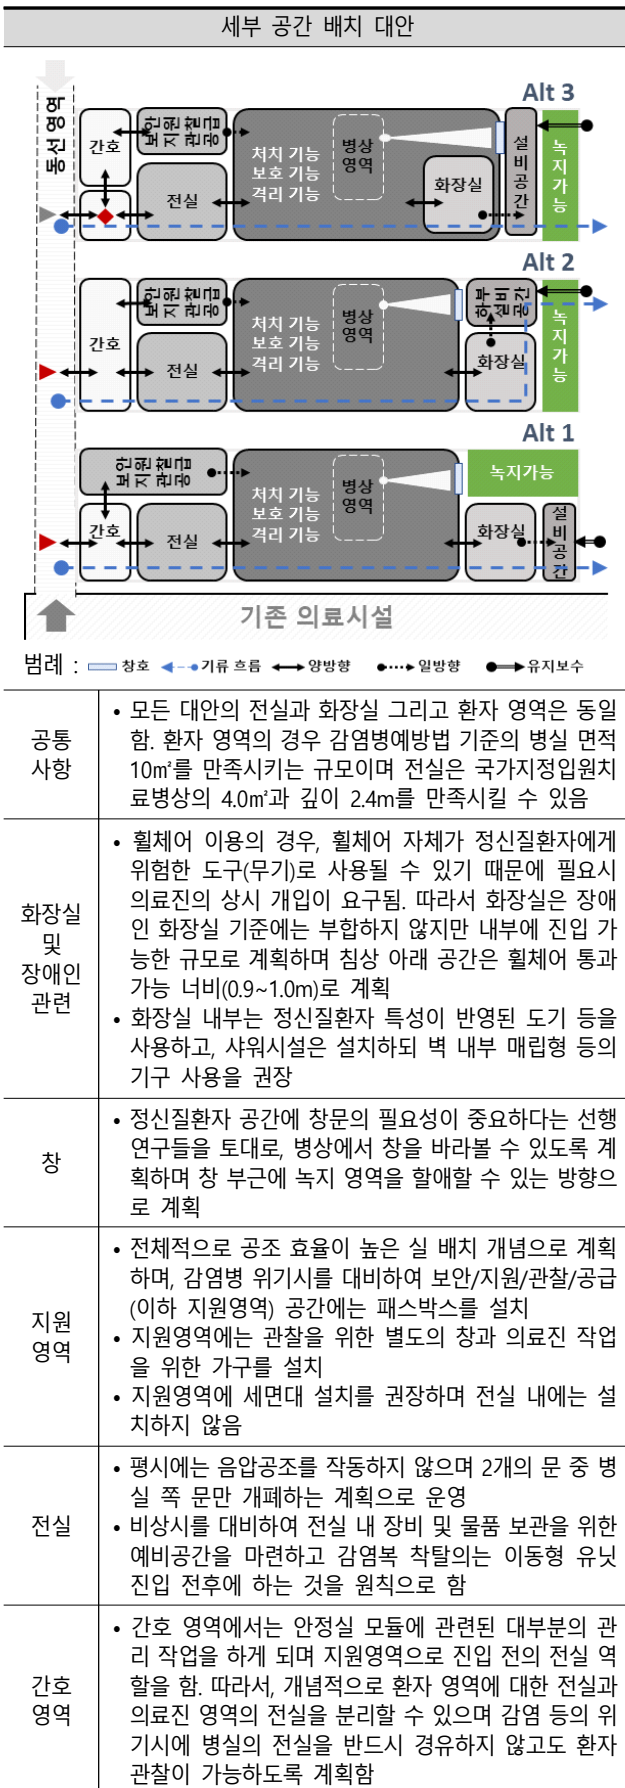 세부 공간 배치 대안
Alt 3
동선 영역
간호
보안
지원
관찰
공급
전실
처치 기능
보호 기능
격리 기능
병상
영역
화장실
설비공간
녹지가능
Alt 2
간호
보안
지원
관찰
공급
전실
처치 기능
보호 기능
격리 기능
병상
영역
하부
설비
공간
화장실
녹지가능
Alt 1
보안
지원
관찰
공급
간호
전실
처치 기능
보호 기능
격리 기능
병상
영역
녹지가능
화장실
설비공간
기존 의료시설
범례 : 창호 기류 흐름 양방향 일방향 유지보수
공통
사항
• 모든 대안의 전실과 화장실 그리고 환자 영역은 동일
함. 환자 영역의 경우 감염병예방법 기준의 병실 면적
10㎡를 만족시키는 규모이며 전실은 국가지정입원치
료병상의 4.0㎡과 깊이 2.4m를 만족시킬 수 있음
화장실
및
장애인
관련
• 휠체어 이용의 경우, 휠체어 자체가 정신질환자에게
위험한 도구(무기)로 사용될 수 있기 때문에 필요시
의료진의 상시 개입이 요구됨. 따라서 화장실은 장애
인 화장실 기준에는 부합하지 않지만 내부에 진입 가
능한 규모로 계획하며 침상 아래 공간은 휠체어 통과
가능 너비(0.9~1.0m)로 계획
• 화장실 내부는 정신질환자 특성이 반영된 도기 등을
사용하고, 샤워시설은 설치하되 벽 내부 매립형 등의
기구 사용을 권장
창
• 정신질환자 공간에 창문의 필요성이 중요하다는 선행
연구들을 토대로, 병상에서 창을 바라볼 수 있도록 계
획하며 창 부근에 녹지 영역을 할애할 수 있는 방향으
로 계획
지원
영역
• 전체적으로 공조 효율이 높은 실 배치 개념으로 계획
하며, 감염병 위기시를 대비하여 보안/지원/관찰/공급
(이하 지원영역) 공간에는 패스박스를 설치
• 지원영역에는 관찰을 위한 별도의 창과 의료진 작업
을 위한 가구를 설치
• 지원영역에 세면대 설치를 권장하며 전실 내에는 설
치하지 않음
전실
• 평시에는 음압공조를 작동하지 않으며 2개의 문 중 병
실 쪽 문만 개폐하는 계획으로 운영
• 비상시를 대비하여 전실 내 장비 및 물품 보관을 위한
예비공간을 마련하고 감염복 착탈의는 이동형 유닛
진입 전후에 하는 것을 원칙으로 함
간호
영역
• 간호 영역에서는 안정실 모듈에 관련된 대부분의 관
리 작업을 하게 되며 지원영역으로 진입 전의 전실 역
할을 함. 따라서, 개념적으로 환자 영역에 대한 전실과
의료진 영역의 전실을 분리할 수 있으며 감염 등의 위
기시에 병실의 전실을 반드시 경유하지 않고도 환자
관찰이 가능하도록 계획함